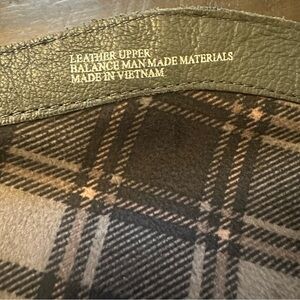 LEATHER UPPER
BALANCE MAN MADE MATERIALS
MADE IN VIETNAM